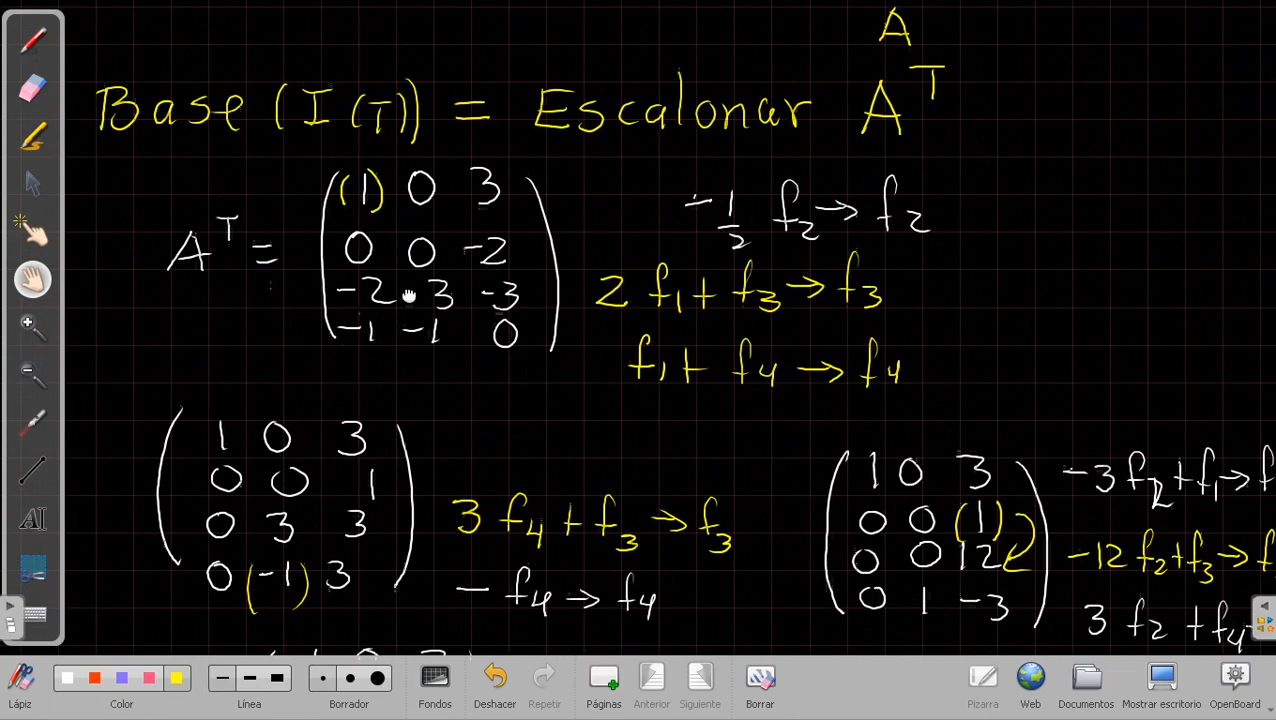 A
Base (I(T)) = Escalonar A^T
A^T = ( (1) 0 3
0 0 -2
-2 3 -3
-1 -1 0 )
-1/2 f2 → f2
2 f1 + f3 → f3
f1 + f4 → f4
( 1 0 3
0 0 1
0 3 3
0 (-1) 3 )
3 f4 + f3 → f3
- f4 → f4
( 1 0 3
0 0 (1)
0 0 12
0 1 -3 )
-3 f2 + f1 → f
-12 f2 + f3 → f
3 f2 + f4
Lápiz
Color
Línea
Borrador
Fondos
Deshacer
Repetir
Páginas
Anterior
Siguiente
Borrar
Pizarra
Web
Documentos
Mostrar escritorio
OpenBoard